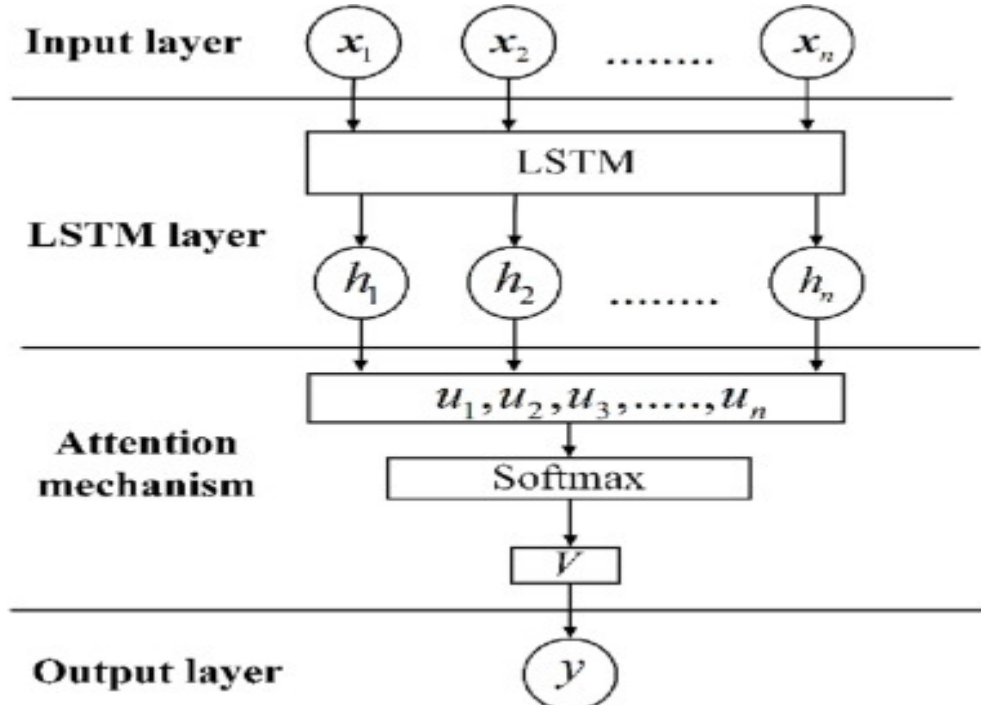 Input layer x₁ x₂ ........ xₙ
LSTM
LSTM layer
h₁ h₂ ........ hₙ
u₁,u₂,u₃,.....,uₙ
Attention
mechanism
Softmax
V
Output layer y